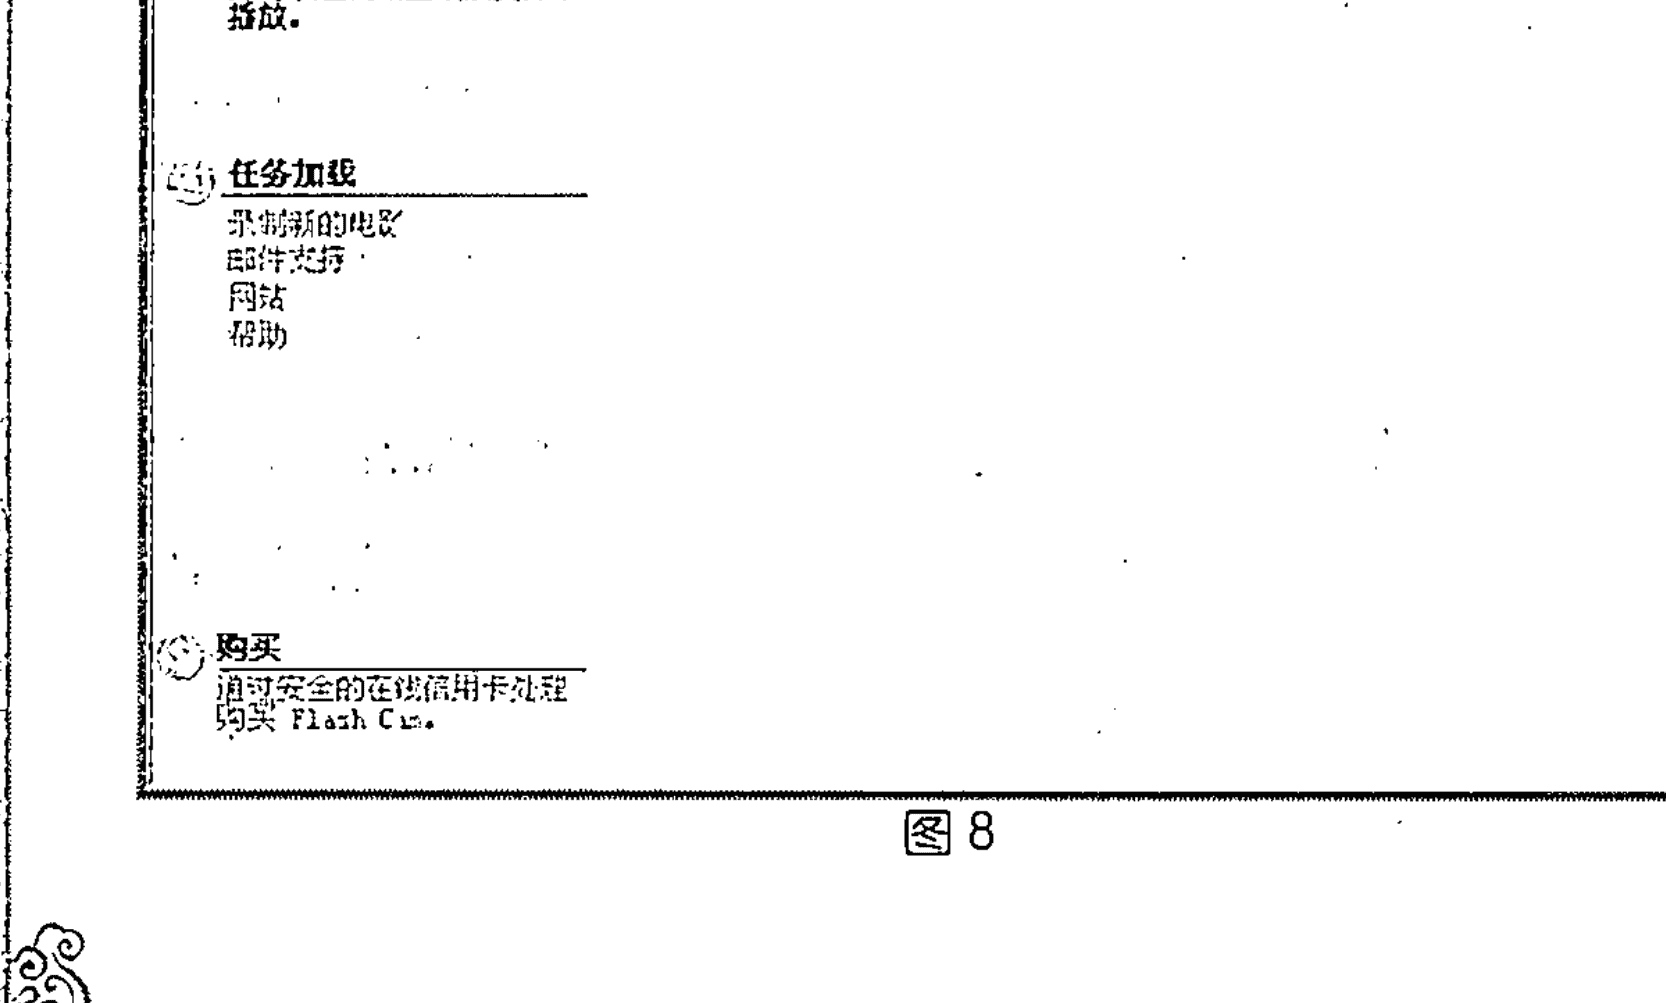 播放。
任务加载
录制新的电影
邮件支持
网站
帮助
购买
通过安全的在线信用卡处理
购买 Flash Cam。
图 8